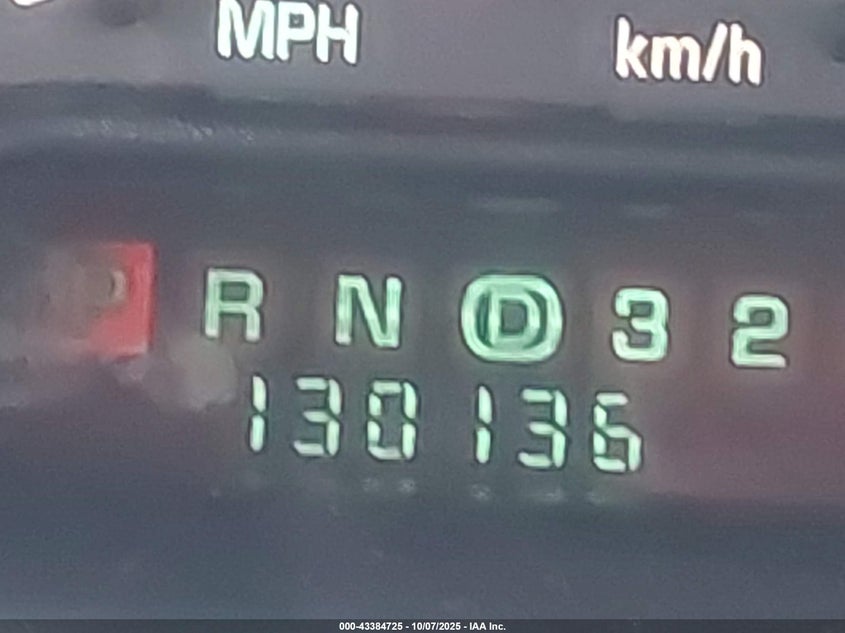 MPH km/h
P R N D 3 2
130136
000-43384725 - 10/07/2025 - IAA Inc.